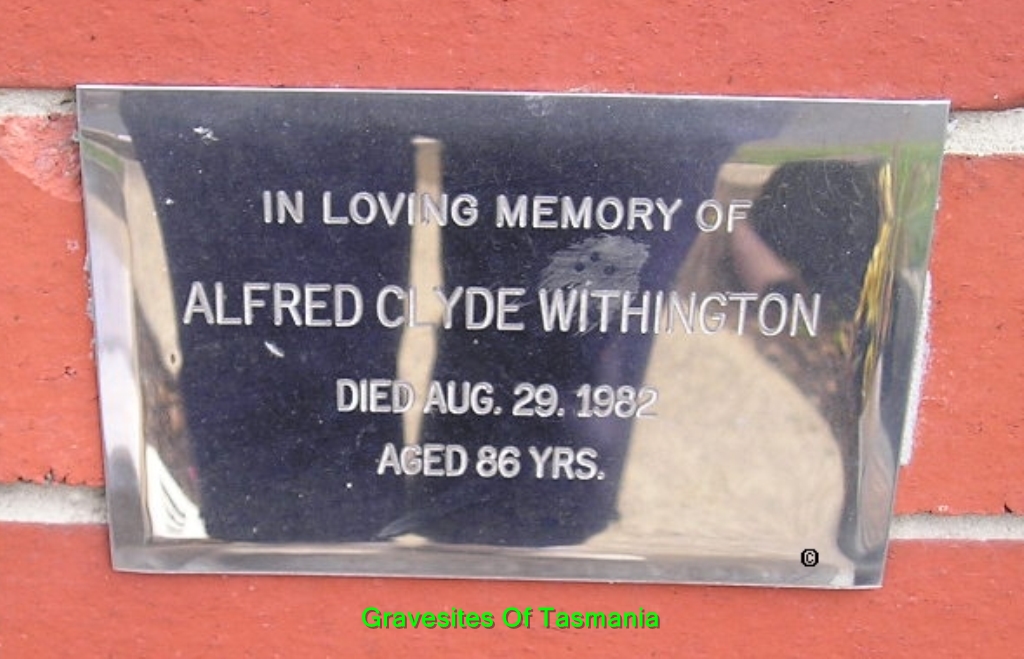 IN LOVING MEMORY OF
ALFRED CLYDE WITHINGTON
DIED AUG. 29. 1982
AGED 86 YRS.
©
Gravesites Of Tasmania